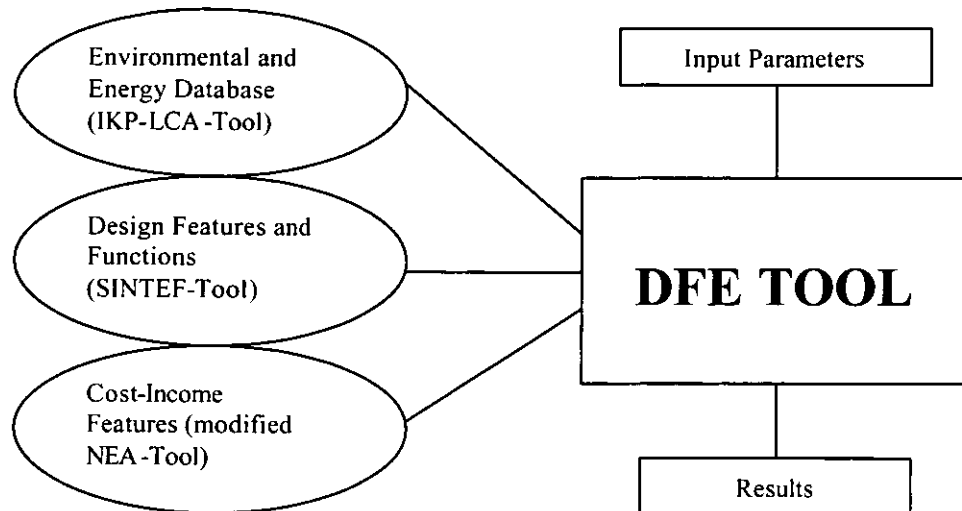 Environmental and
Energy Database
(IKP-LCA-Tool)
Design Features and
Functions
(SINTEF-Tool)
Cost-Income
Features (modified
NEA-Tool)
Input Parameters
DFE TOOL
Results